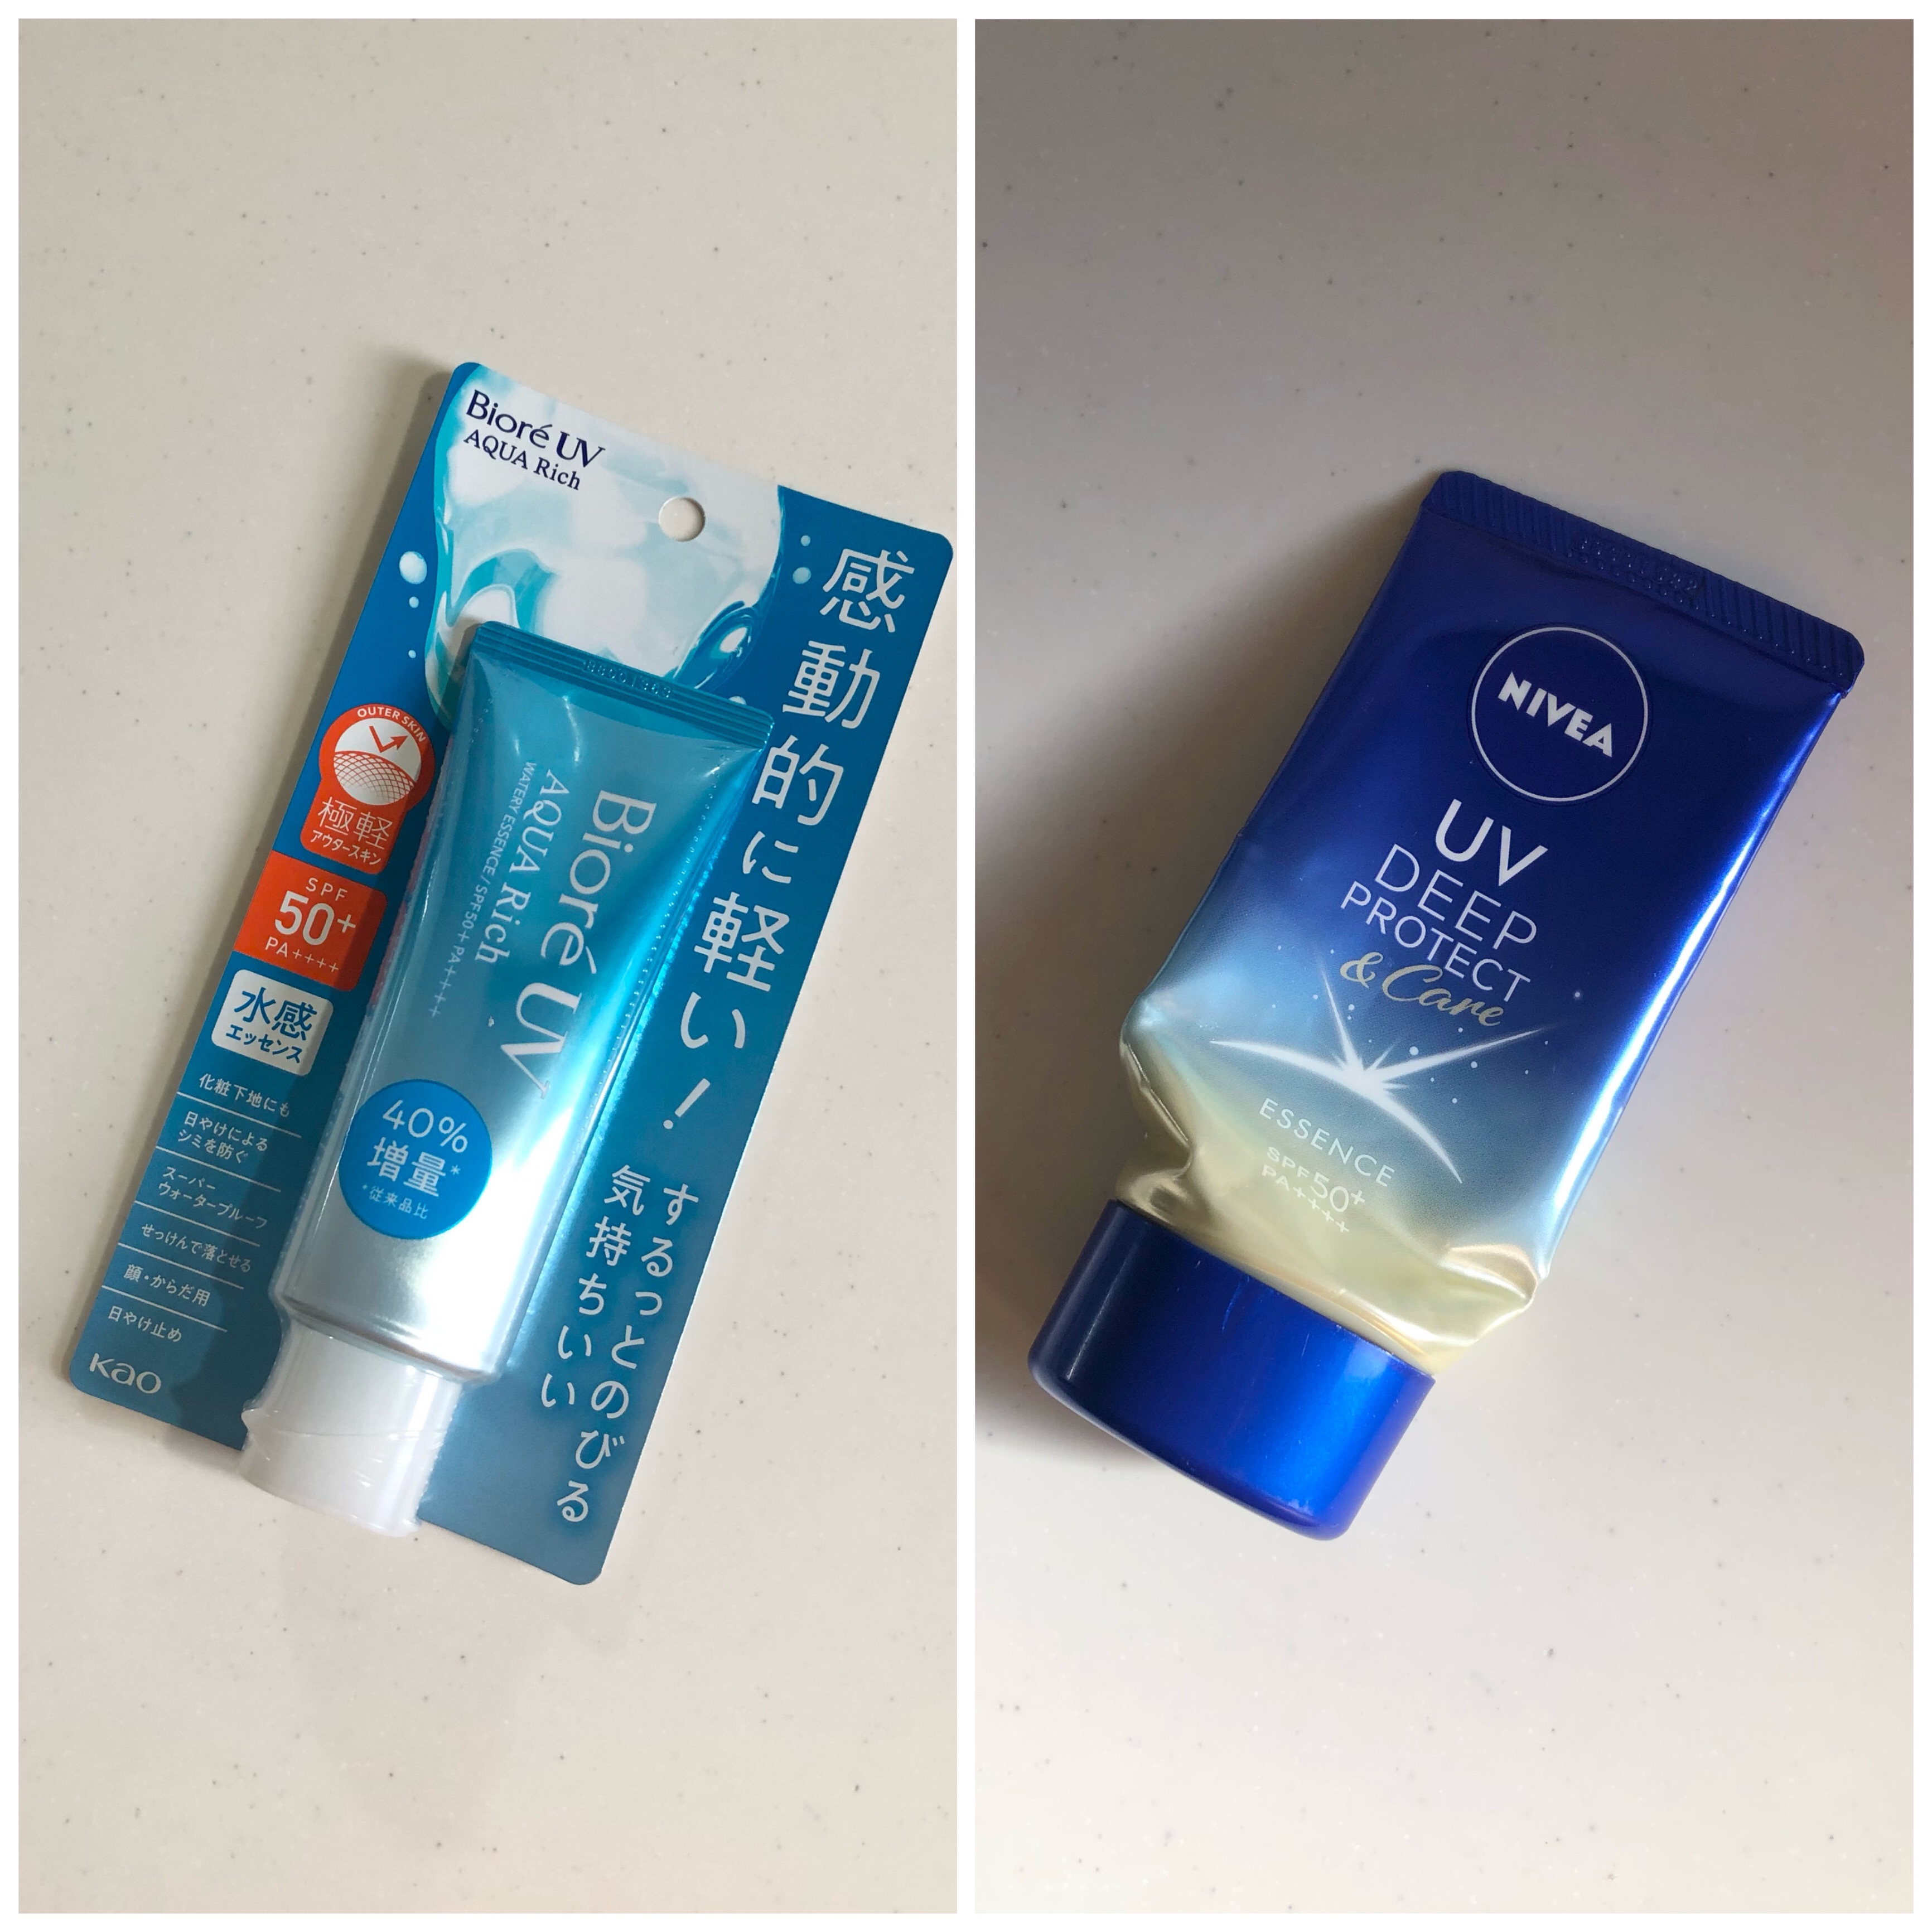 Bioré UV
AQUA Rich
感動的に軽い!
するっとのびる
気持ちいい
OUTER SKIN
極軽
アウタースキン
SPF
50+
PA++++
水感
エッセンス
化粧下地にも
日やけによる
シミを防ぐ
スーパー
ウォータープルーフ
せっけんで落とせる
顔・からだ用
日やけ止め
Kao
Bioré UV
AQUA Rich
WATERY ESSENCE/SPF50+PA++++
40%
増量*
*従来品比
NIVEA
UV
DEEP
PROTECT
& Care
ESSENCE
SPF50+
PA++++